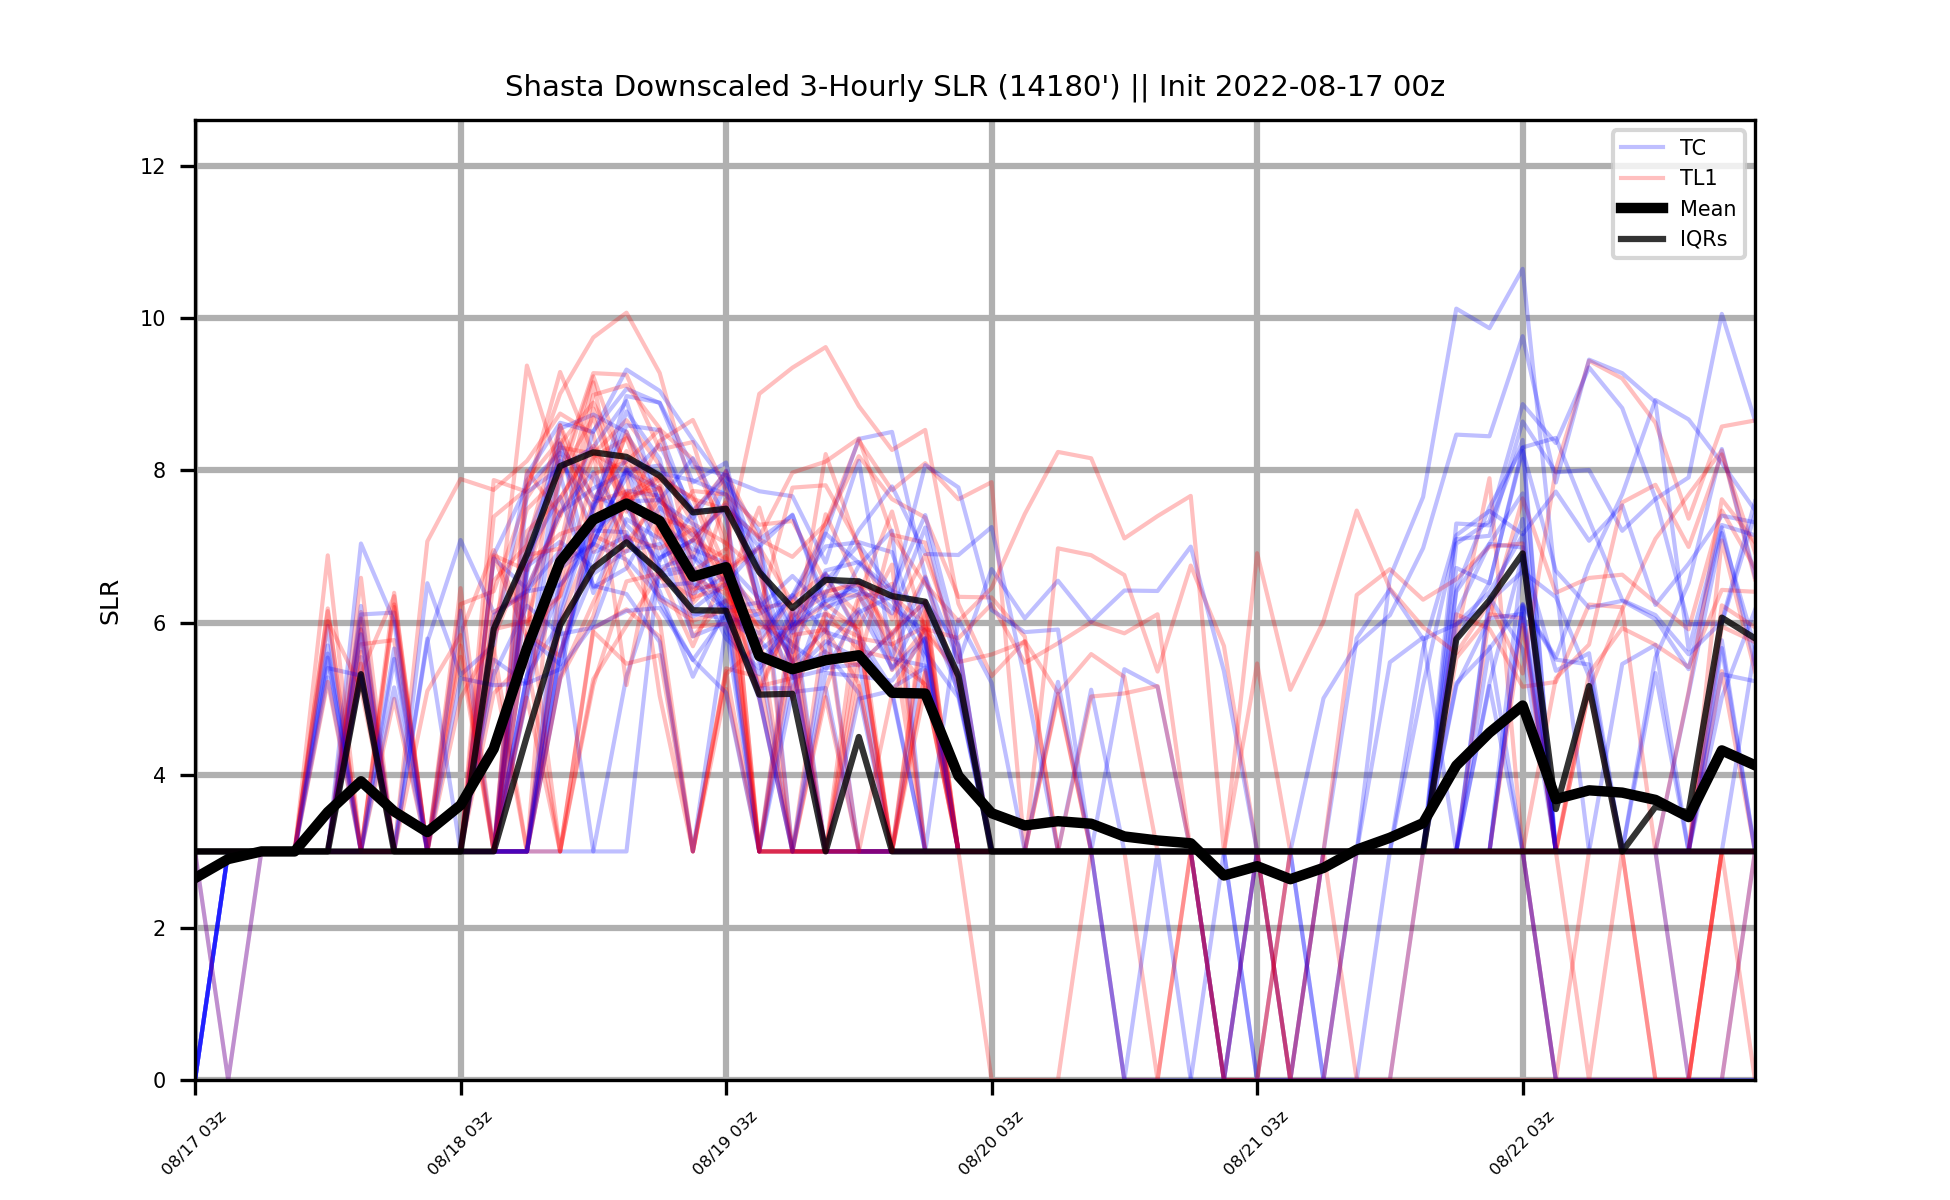 Shasta Downscaled 3-Hourly SLR (14180') || Init 2022-08-17 00z
TC
TL1
Mean
IQRs
SLR
12
10
8
6
4
2
0
08/17 03z
08/18 03z
08/19 03z
08/20 03z
08/21 03z
08/22 03z